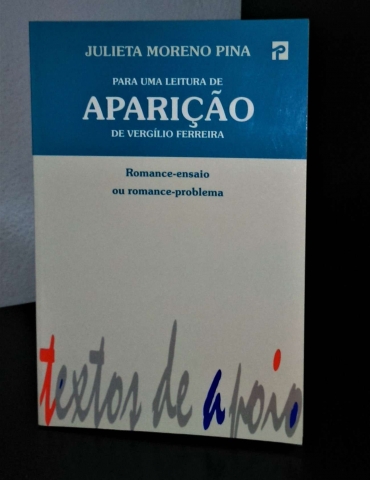 JULIETA MORENO PINA
PARA UMA LEITURA DE
APARIÇÃO
DE VERGÍLIO FERREIRA
Romance-ensaio
ou romance-problema
textos de apoio